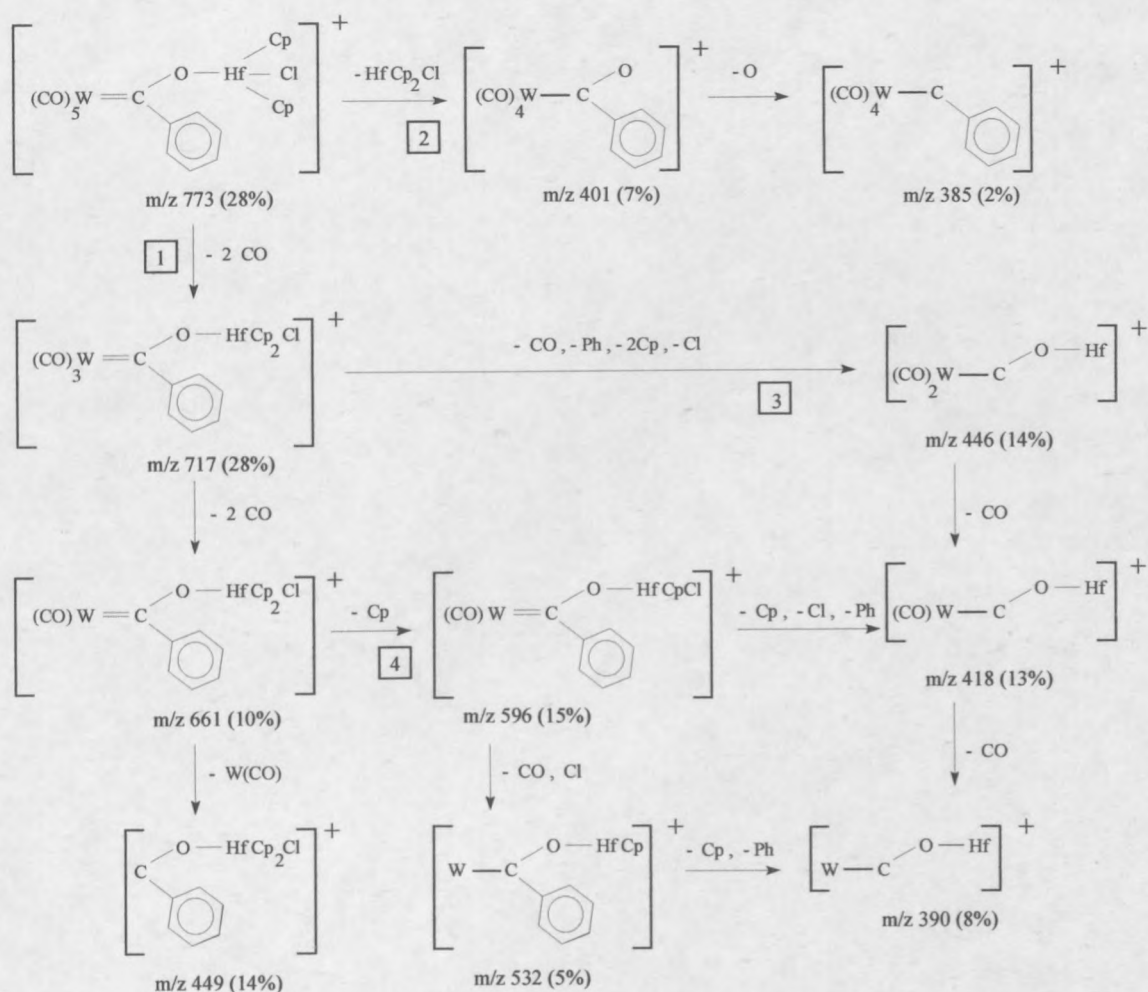 [(CO)5W=C O—Hf—Cl Cp Cp]+
m/z 773 (28%)
- HfCp2Cl
2
[(CO)4W—C O]+
m/z 401 (7%)
- O
[(CO)4W—C]+
m/z 385 (2%)
1
- 2 CO
[(CO)3W=C O—HfCp2Cl]+
m/z 717 (28%)
- CO, - Ph, - 2Cp, - Cl
3
[(CO)2W—C O—Hf]+
m/z 446 (14%)
- 2 CO
- CO
[(CO)W=C O—HfCp2Cl]+
m/z 661 (10%)
- Cp
4
[(CO)W=C O—HfCpCl]+
m/z 596 (15%)
- Cp, - Cl, - Ph
[(CO)W—C O—Hf]+
m/z 418 (13%)
- W(CO)
- CO, Cl
- CO
[C O—HfCp2Cl]+
m/z 449 (14%)
[W—C O—HfCp]+
m/z 532 (5%)
- Cp, - Ph
[W—C O—Hf]+
m/z 390 (8%)